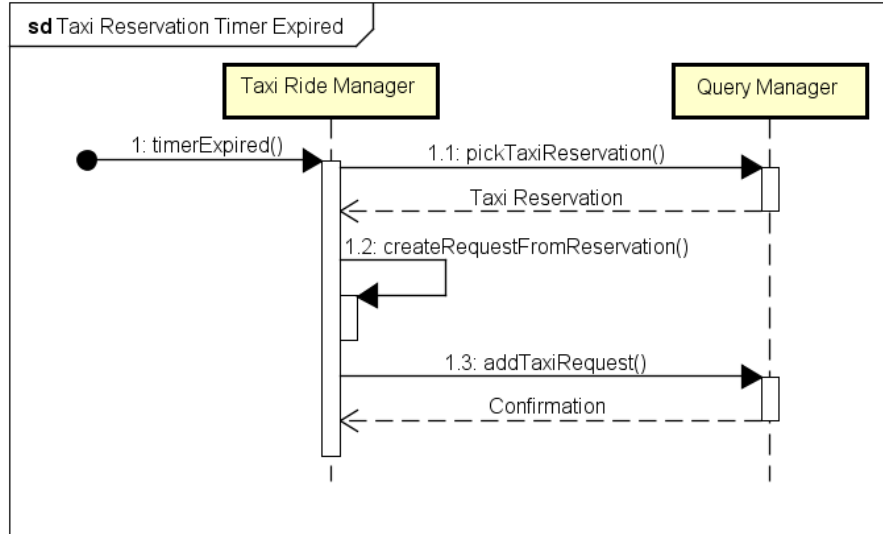 sd Taxi Reservation Timer Expired
Taxi Ride Manager
Query Manager
1: timerExpired()
1.1: pickTaxiReservation()
Taxi Reservation
1.2: createRequestFromReservation()
1.3: addTaxiRequest()
Confirmation